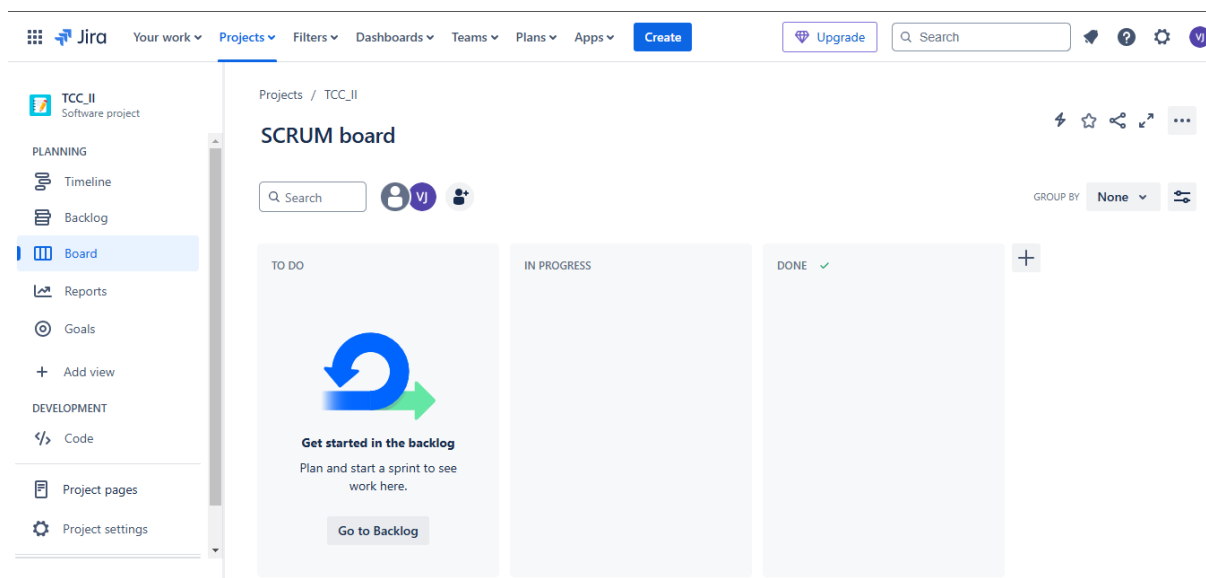 Jira Your work Projects Filters Dashboards Teams Plans Apps Create Upgrade Search VJ
TCC_II
Software project
PLANNING
Timeline
Backlog
Board
Reports
Goals
Add view
DEVELOPMENT
Code
Project pages
Project settings
Projects / TCC_II
SCRUM board
Search VJ GROUP BY None
TO DO IN PROGRESS DONE
Get started in the backlog
Plan and start a sprint to see
work here.
Go to Backlog